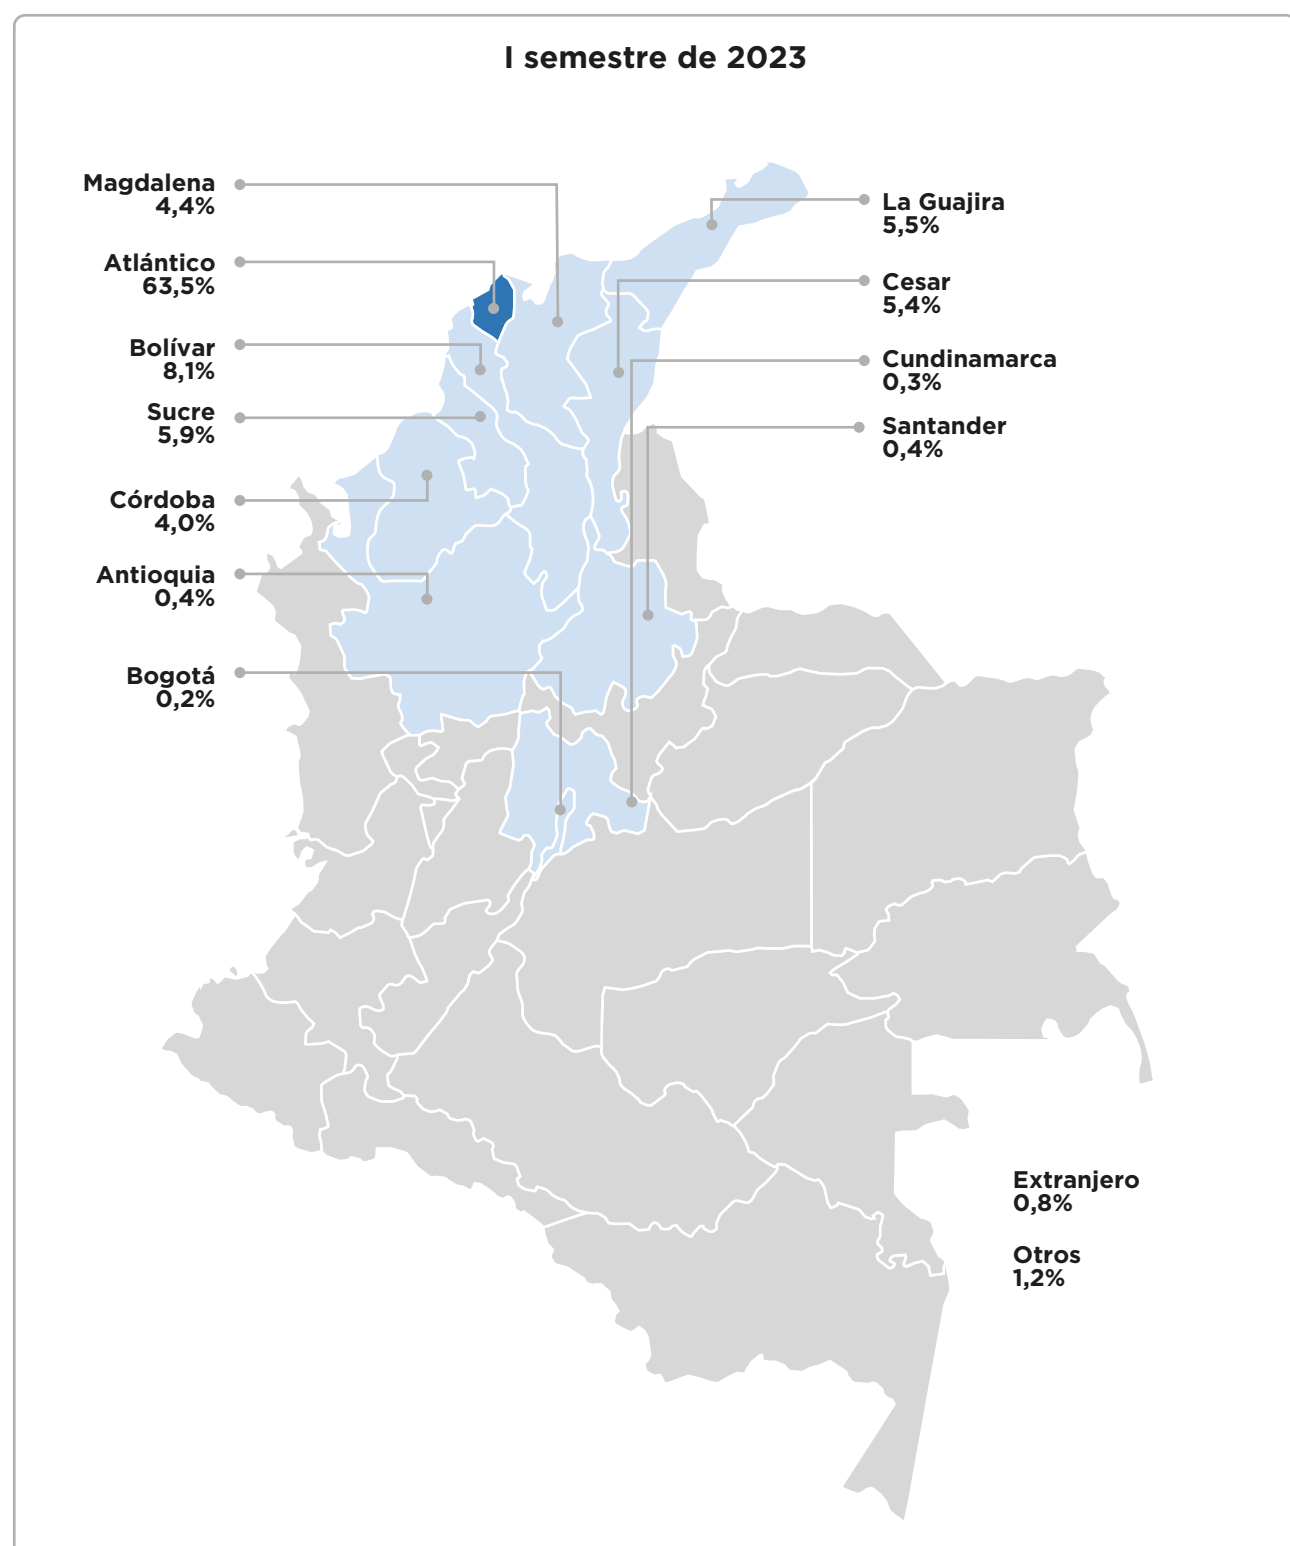 I semestre de 2023
Magdalena
4,4%
Atlántico
63,5%
Bolívar
8,1%
Sucre
5,9%
Córdoba
4,0%
Antioquia
0,4%
Bogotá
0,2%
La Guajira
5,5%
Cesar
5,4%
Cundinamarca
0,3%
Santander
0,4%
Extranjero
0,8%
Otros
1,2%